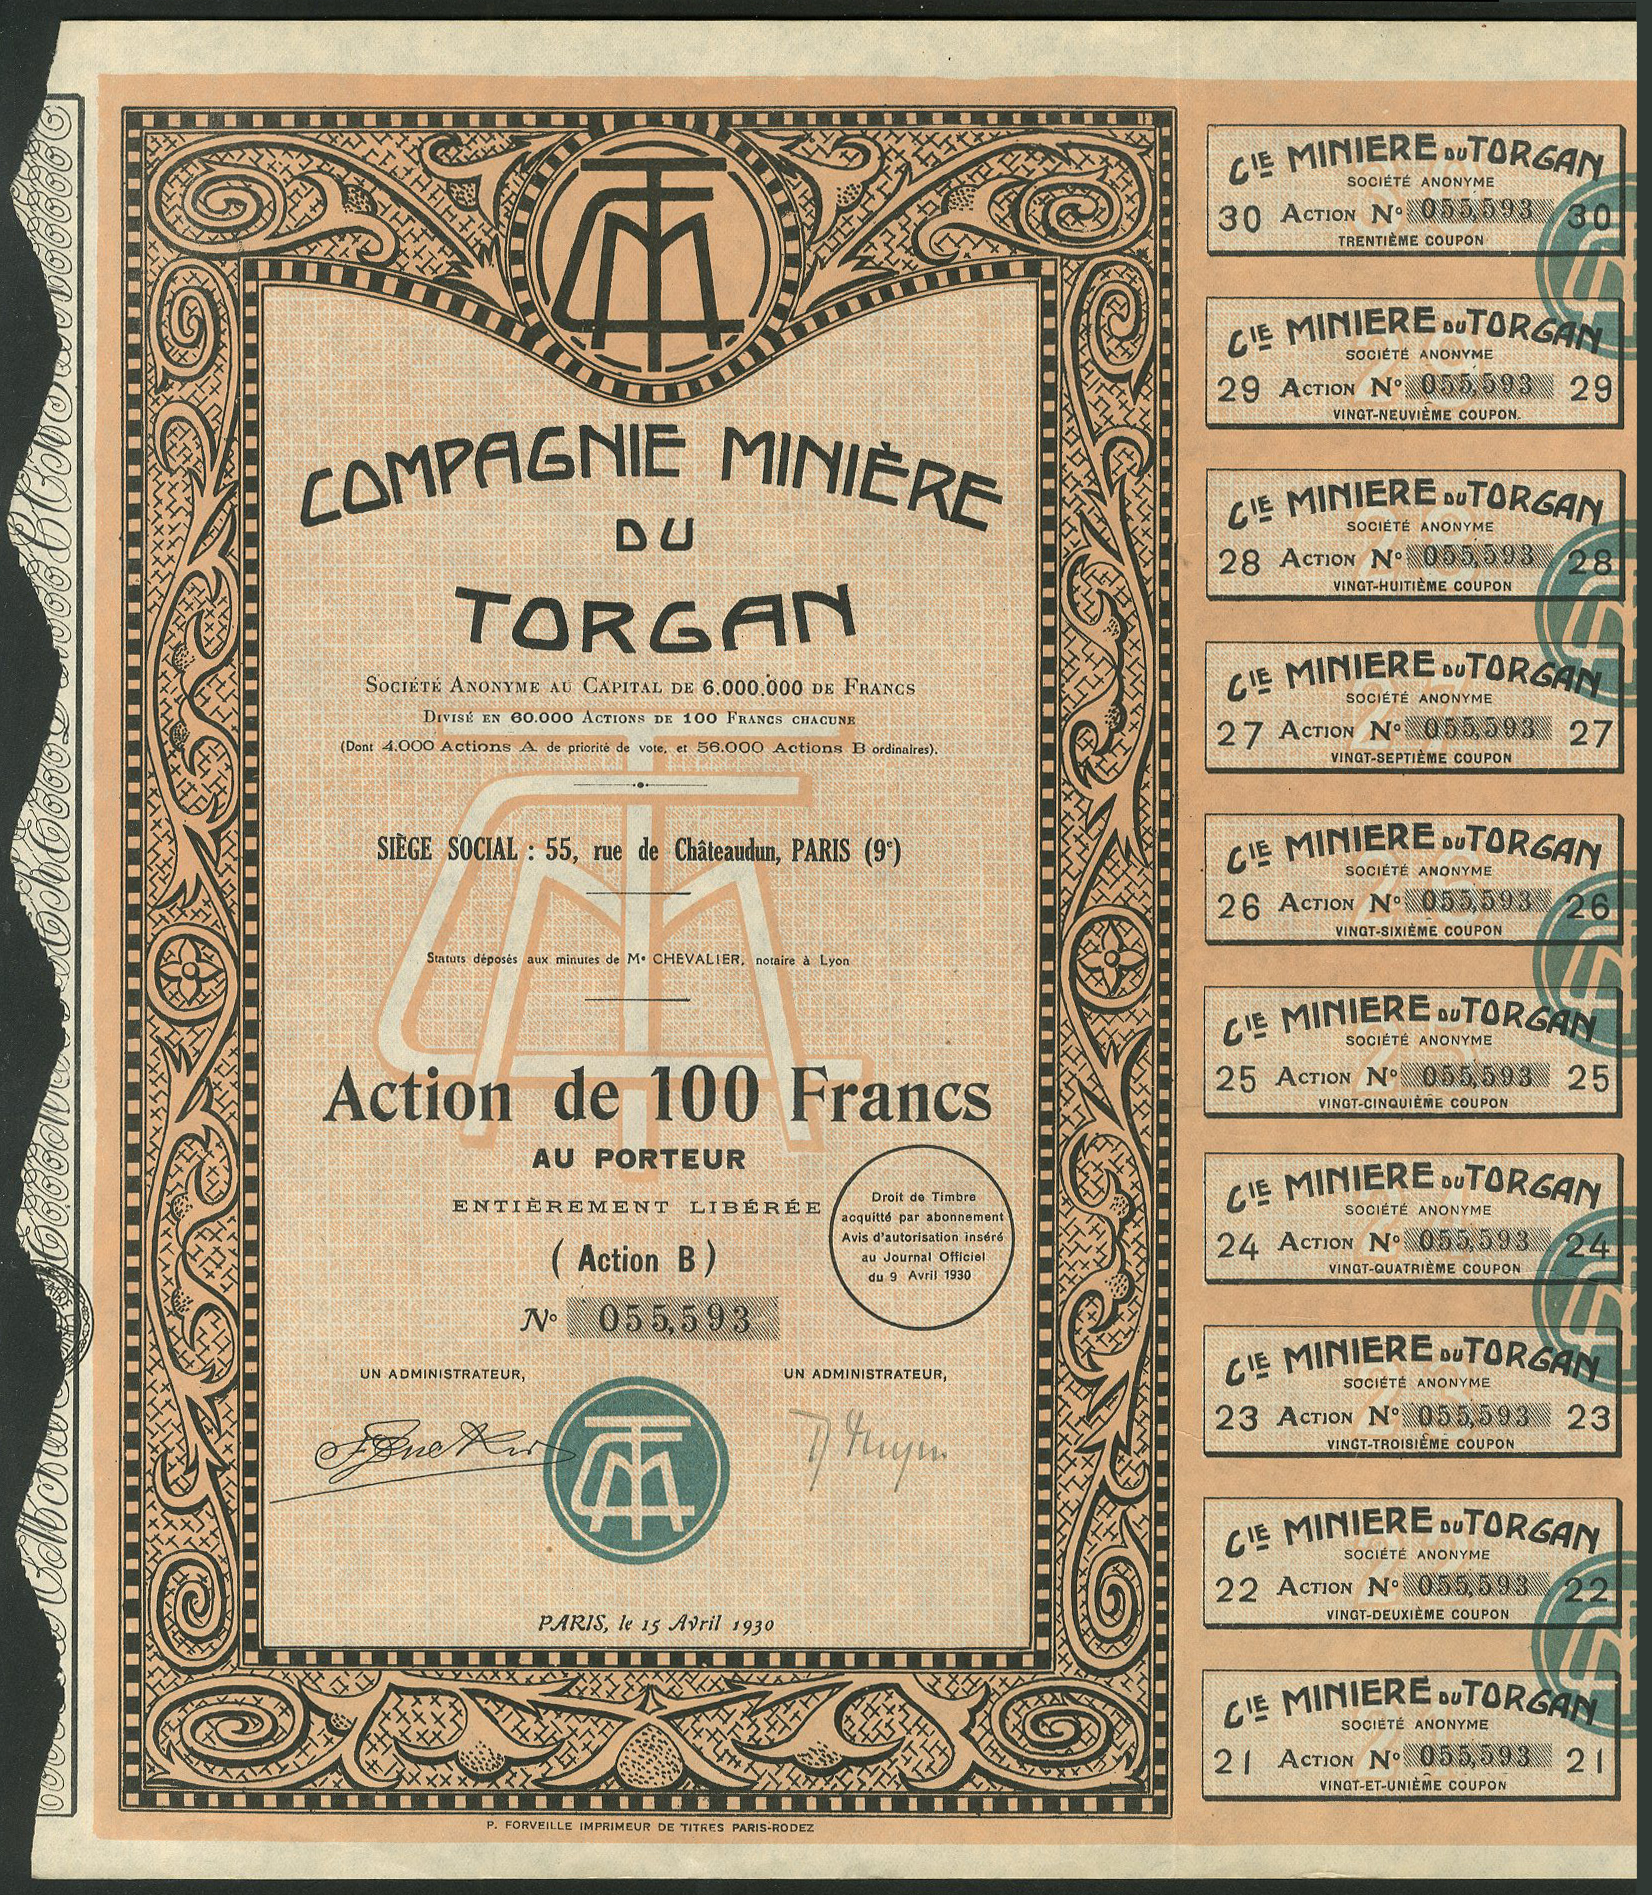 COMPAGNIE MINIÈRE
DU
TORGAN
SOCIÉTÉ ANONYME AU CAPITAL DE 6.000.000 DE FRANCS
DIVISÉ EN 60.000 ACTIONS DE 100 FRANCS CHACUNE
(Dont 4.000 Actions A de priorité de vote, et 56.000 Actions B ordinaires).
SIÈGE SOCIAL : 55, rue de Châteaudun, PARIS (9e)
Statuts déposés aux minutes de Me CHEVALIER, notaire à Lyon
Action de 100 Francs
AU PORTEUR
ENTIÈREMENT LIBÉRÉE
(Action B)
No 055,593
Droit de Timbre
acquitté par abonnement
Avis d'autorisation inséré
au Journal Officiel
du 9 Avril 1930
UN ADMINISTRATEUR,
UN ADMINISTRATEUR,
PARIS, le 15 Avril 1930
P. FORVEILLE IMPRIMEUR DE TITRES PARIS-RODEZ
CIE MINIERE DU TORGAN
SOCIÉTÉ ANONYME
30 ACTION No 055,593 30
TRENTIÈME COUPON
CIE MINIERE DU TORGAN
SOCIÉTÉ ANONYME
29 ACTION No 055,593 29
VINGT-NEUVIÈME COUPON.
CIE MINIERE DU TORGAN
SOCIÉTÉ ANONYME
28 ACTION No 055,593 28
VINGT-HUITIÈME COUPON
CIE MINIERE DU TORGAN
SOCIÉTÉ ANONYME
27 ACTION No 055,593 27
VINGT-SEPTIÈME COUPON
CIE MINIERE DU TORGAN
SOCIÉTÉ ANONYME
26 ACTION No 055,593 26
VINGT-SIXIÈME COUPON
CIE MINIERE DU TORGAN
SOCIÉTÉ ANONYME
25 ACTION No 055,593 25
VINGT-CINQUIÈME COUPON
CIE MINIERE DU TORGAN
SOCIÉTÉ ANONYME
24 ACTION No 055,593 24
VINGT-QUATRIÈME COUPON
CIE MINIERE DU TORGAN
SOCIÉTÉ ANONYME
23 ACTION No 055,593 23
VINGT-TROISIÈME COUPON
CIE MINIERE DU TORGAN
SOCIÉTÉ ANONYME
22 ACTION No 055,593 22
VINGT-DEUXIÈME COUPON
CIE MINIERE DU TORGAN
SOCIÉTÉ ANONYME
21 ACTION No 055,593 21
VINGT-ET-UNIÈME COUPON